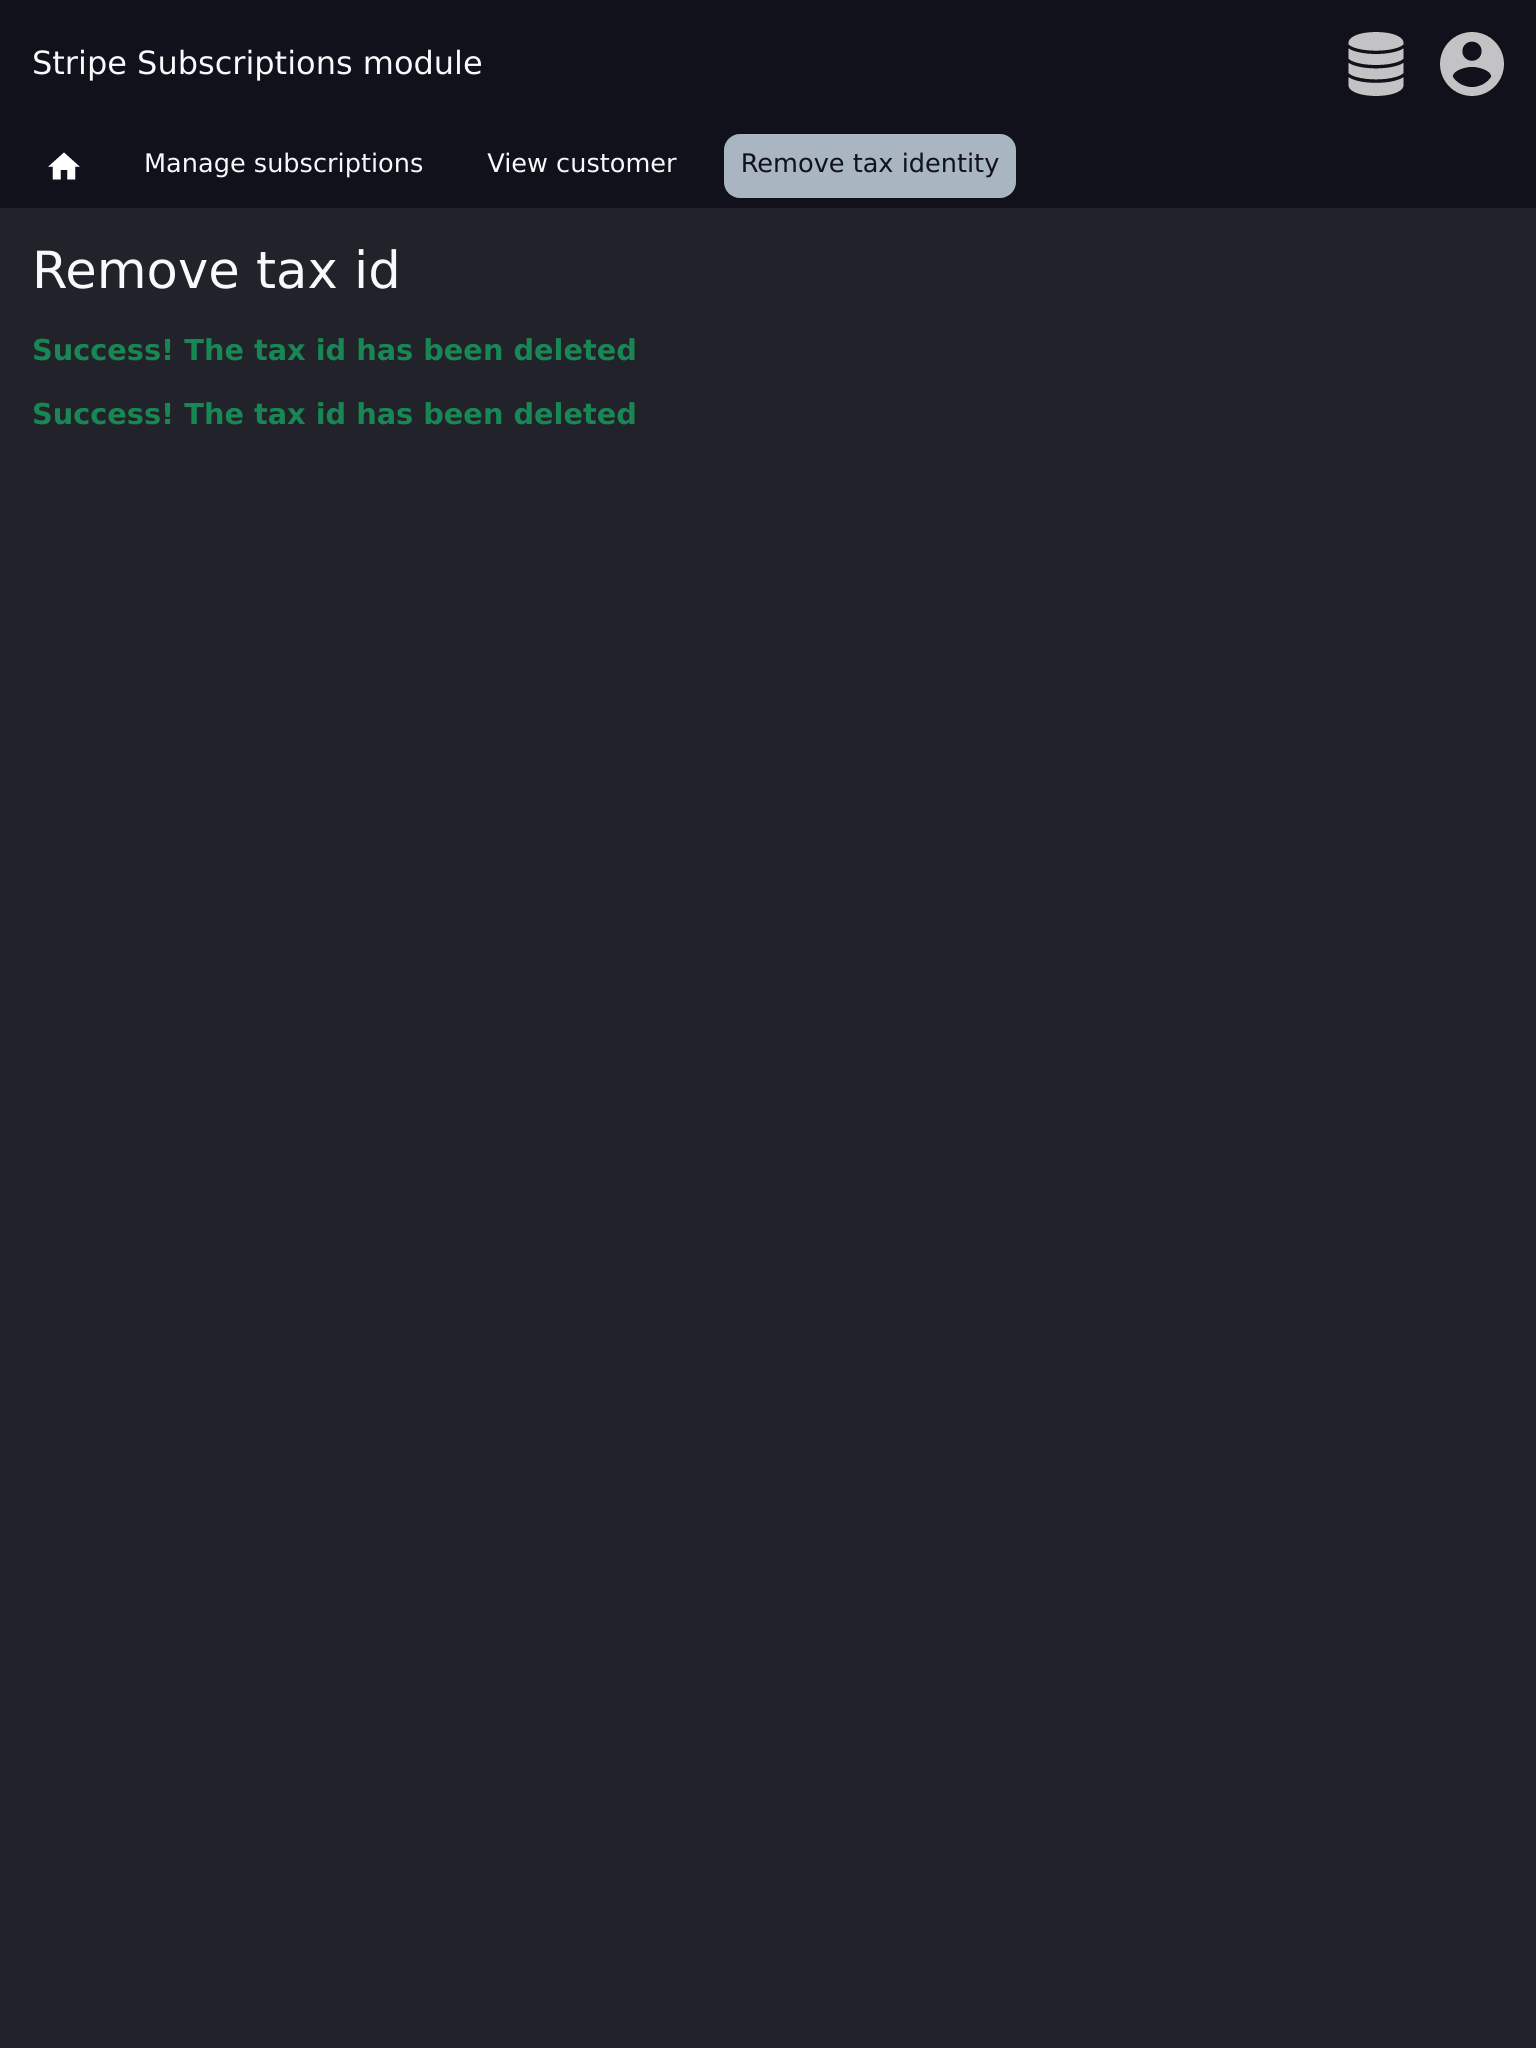 Stripe Subscriptions module
Manage subscriptions View customer Remove tax identity
Remove tax id
Success! The tax id has been deleted
Success! The tax id has been deleted